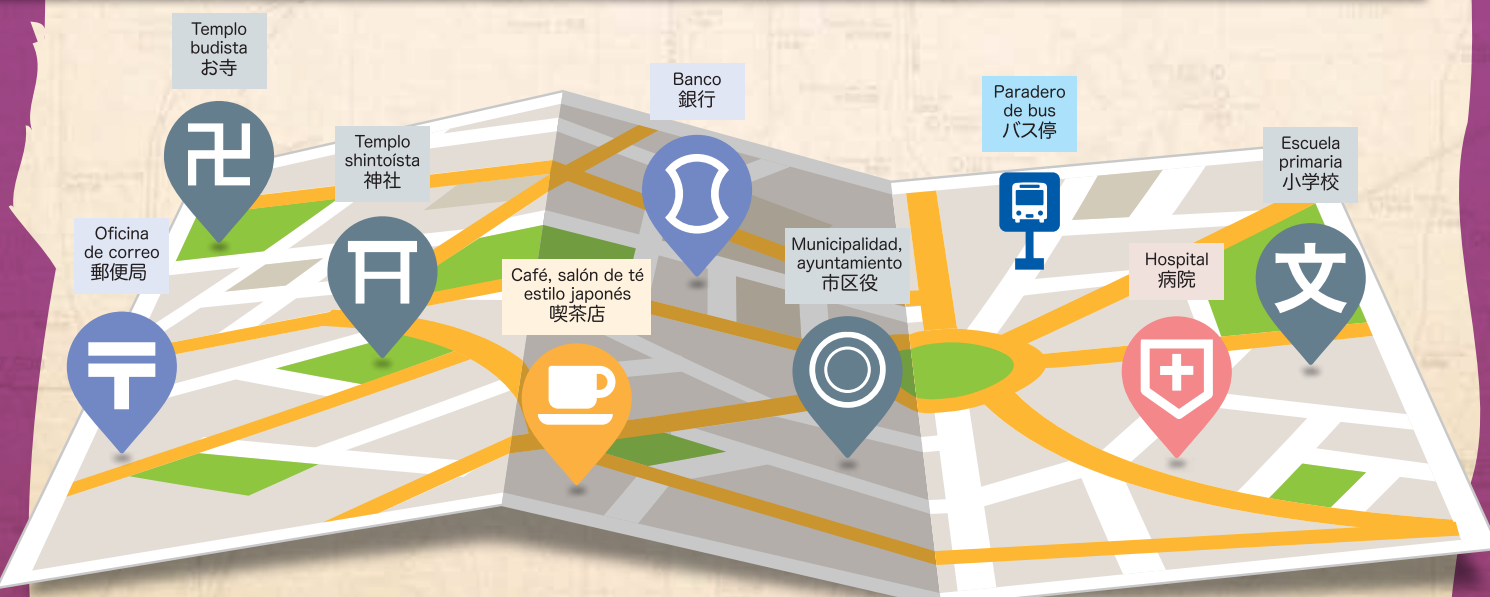 Templo
budista
お寺
Banco
銀行
Paradero
de bus
バス停
Templo
shintoísta
神社
Escuela
primaria
小学校
Oficina
de correo
郵便局
Municipalidad,
ayuntamiento
市区役
Hospital
病院
Café, salón de té
estilo japonés
喫茶店
卍
〒
文